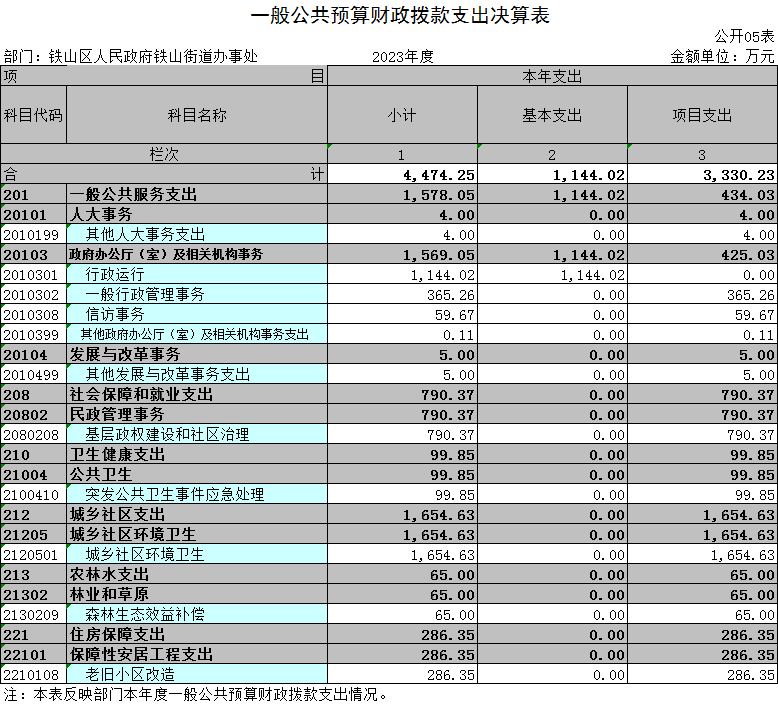 一般公共预算财政拨款支出决算表
公开05表
部门：铁山区人民政府铁山街道办事处 2023年度 金额单位：万元
项 目 本年支出
科目代码 科目名称 小计 基本支出 项目支出
栏次 1 2 3
合 计 4,474.25 1,144.02 3,330.23
201 一般公共服务支出 1,578.05 1,144.02 434.03
20101 人大事务 4.00 0.00 4.00
2010199 其他人大事务支出 4.00 0.00 4.00
20103 政府办公厅（室）及相关机构事务 1,569.05 1,144.02 425.03
2010301 行政运行 1,144.02 1,144.02 0.00
2010302 一般行政管理事务 365.26 0.00 365.26
2010308 信访事务 59.67 0.00 59.67
2010399 其他政府办公厅（室）及相关机构事务支出 0.11 0.00 0.11
20104 发展与改革事务 5.00 0.00 5.00
2010499 其他发展与改革事务支出 5.00 0.00 5.00
208 社会保障和就业支出 790.37 0.00 790.37
20802 民政管理事务 790.37 0.00 790.37
2080208 基层政权建设和社区治理 790.37 0.00 790.37
210 卫生健康支出 99.85 0.00 99.85
21004 公共卫生 99.85 0.00 99.85
2100410 突发公共卫生事件应急处理 99.85 0.00 99.85
212 城乡社区支出 1,654.63 0.00 1,654.63
21205 城乡社区环境卫生 1,654.63 0.00 1,654.63
2120501 城乡社区环境卫生 1,654.63 0.00 1,654.63
213 农林水支出 65.00 0.00 65.00
21302 林业和草原 65.00 0.00 65.00
2130209 森林生态效益补偿 65.00 0.00 65.00
221 住房保障支出 286.35 0.00 286.35
22101 保障性安居工程支出 286.35 0.00 286.35
2210108 老旧小区改造 286.35 0.00 286.35
注：本表反映部门本年度一般公共预算财政拨款支出情况。